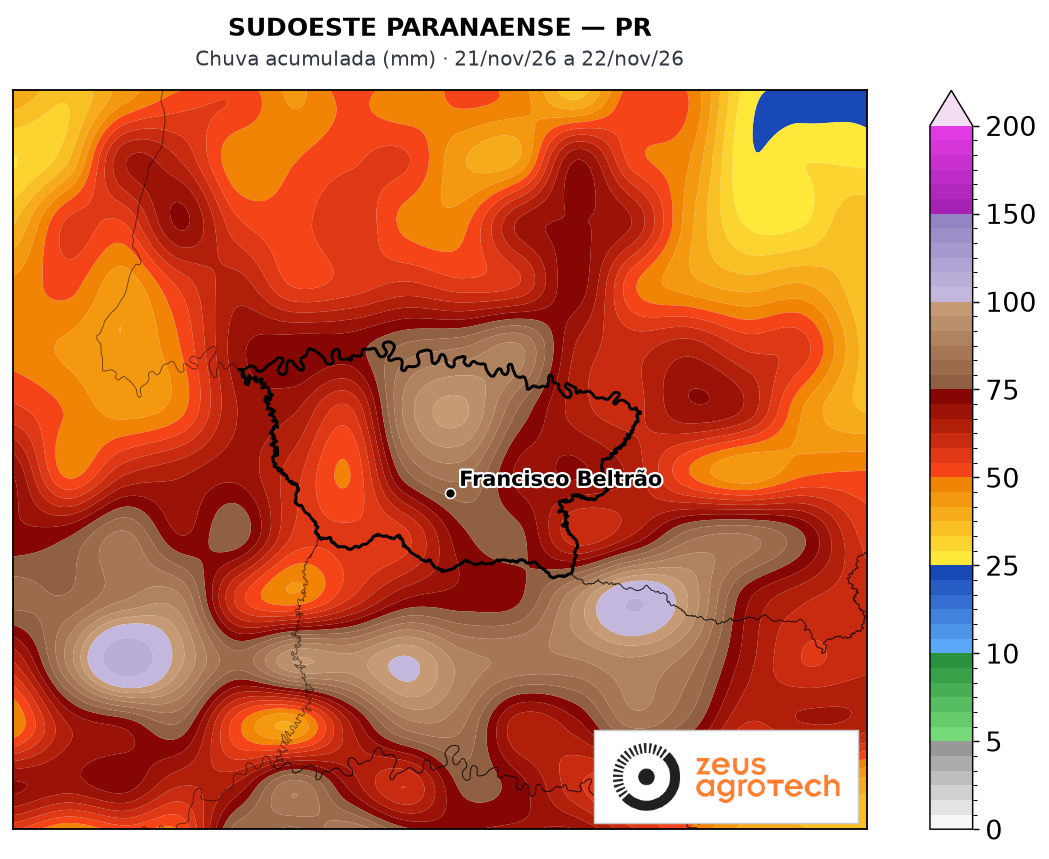 SUDOESTE PARANAENSE — PR
Chuva acumulada (mm) · 21/nov/26 a 22/nov/26
200
150
100
75
50
25
10
5
0
Francisco Beltrão
zeus
agrotech